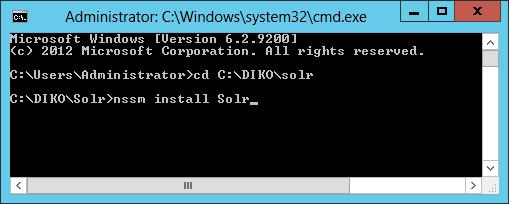 Administrator: C:\Windows\system32\cmd.exe
Microsoft Windows [Version 6.2.9200]
(c) 2012 Microsoft Corporation. All rights reserved.
C:\Users\Administrator>cd C:\DIKO\solr
C:\DIKO\Solr>nssm install Solr_